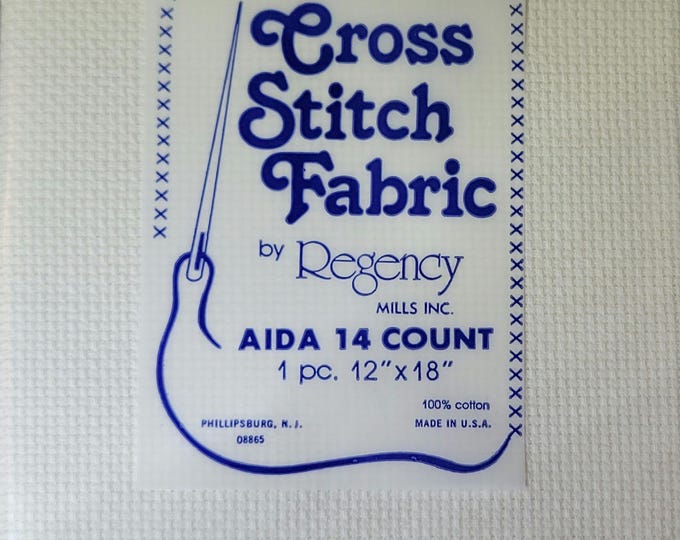 Cross
Stitch
Fabric
by Regency
MILLS INC.
AIDA 14 COUNT
1 pc. 12" x 18"
100% cotton
PHILLIPSBURG, N.J.
MADE IN U.S.A.
08865